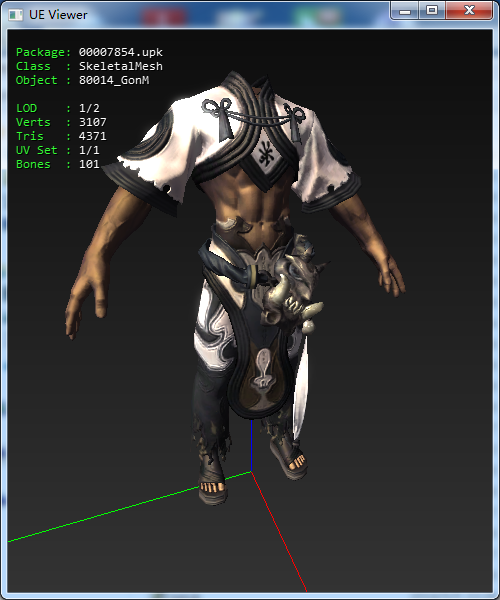 UE Viewer
Package: 00007854.upk
Class : SkeletalMesh
Object : 80014_GonM
LOD : 1/2
Verts : 3107
Tris : 4371
UV Set : 1/1
Bones : 101